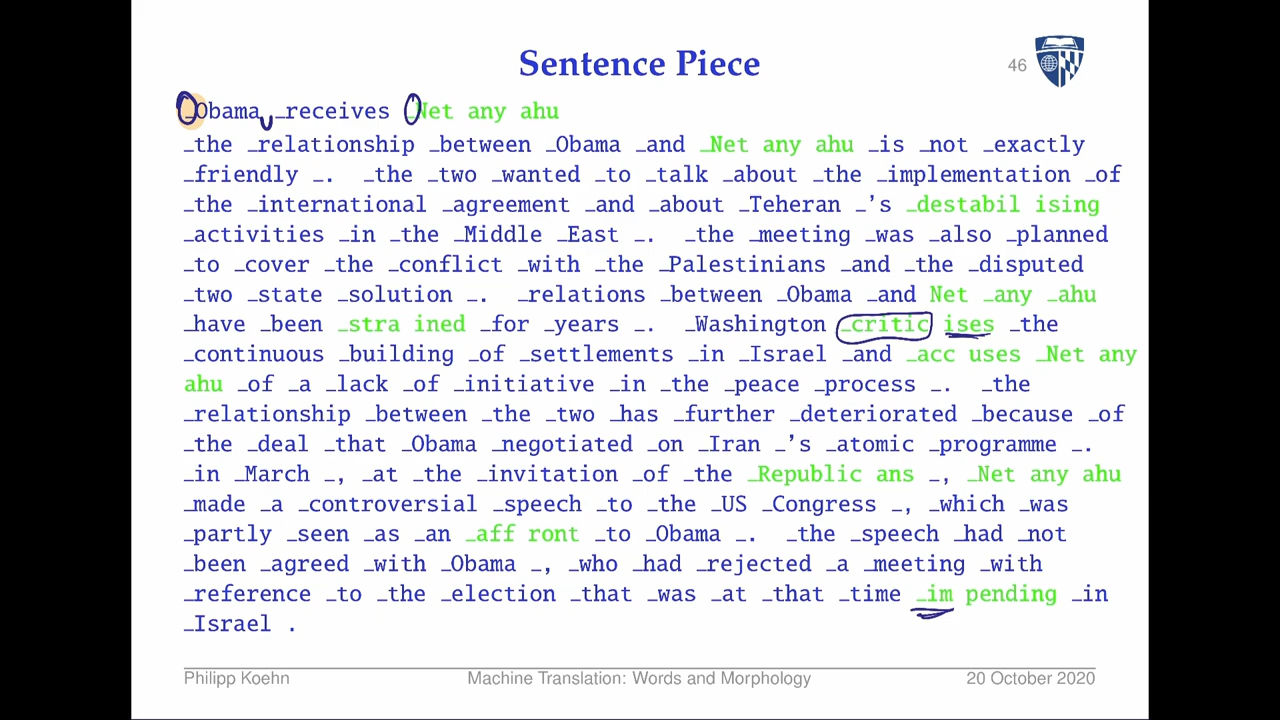 Sentence Piece
46
_Obama _receives _Net any ahu
_the _relationship _between _Obama _and _Net any ahu _is _not _exactly
_friendly _. _the _two _wanted _to _talk _about _the _implementation _of
_the _international _agreement _and _about _Teheran _’s _destabil ising
_activities _in _the _Middle _East _. _the _meeting _was _also _planned
_to _cover _the _conflict _with _the _Palestinians _and _the _disputed
_two _state _solution _. _relations _between _Obama _and Net _any _ahu
_have _been _stra ined _for _years _. _Washington _critic ises _the
_continuous _building _of _settlements _in _Israel _and _acc uses _Net any
ahu _of _a _lack _of _initiative _in _the _peace _process _. _the
_relationship _between _the _two _has _further _deteriorated _because _of
_the _deal _that _Obama _negotiated _on _Iran _’s _atomic _programme _.
_in _March _, _at _the _invitation _of _the _Republic ans _, _Net any ahu
_made _a _controversial _speech _to _the _US _Congress _, _which _was
_partly _seen _as _an _aff ront _to _Obama _. _the _speech _had _not
_been _agreed _with _Obama _, _who _had _rejected _a _meeting _with
_reference _to _the _election _that _was _at _that _time _im pending _in
_Israel .
Philipp Koehn
Machine Translation: Words and Morphology
20 October 2020